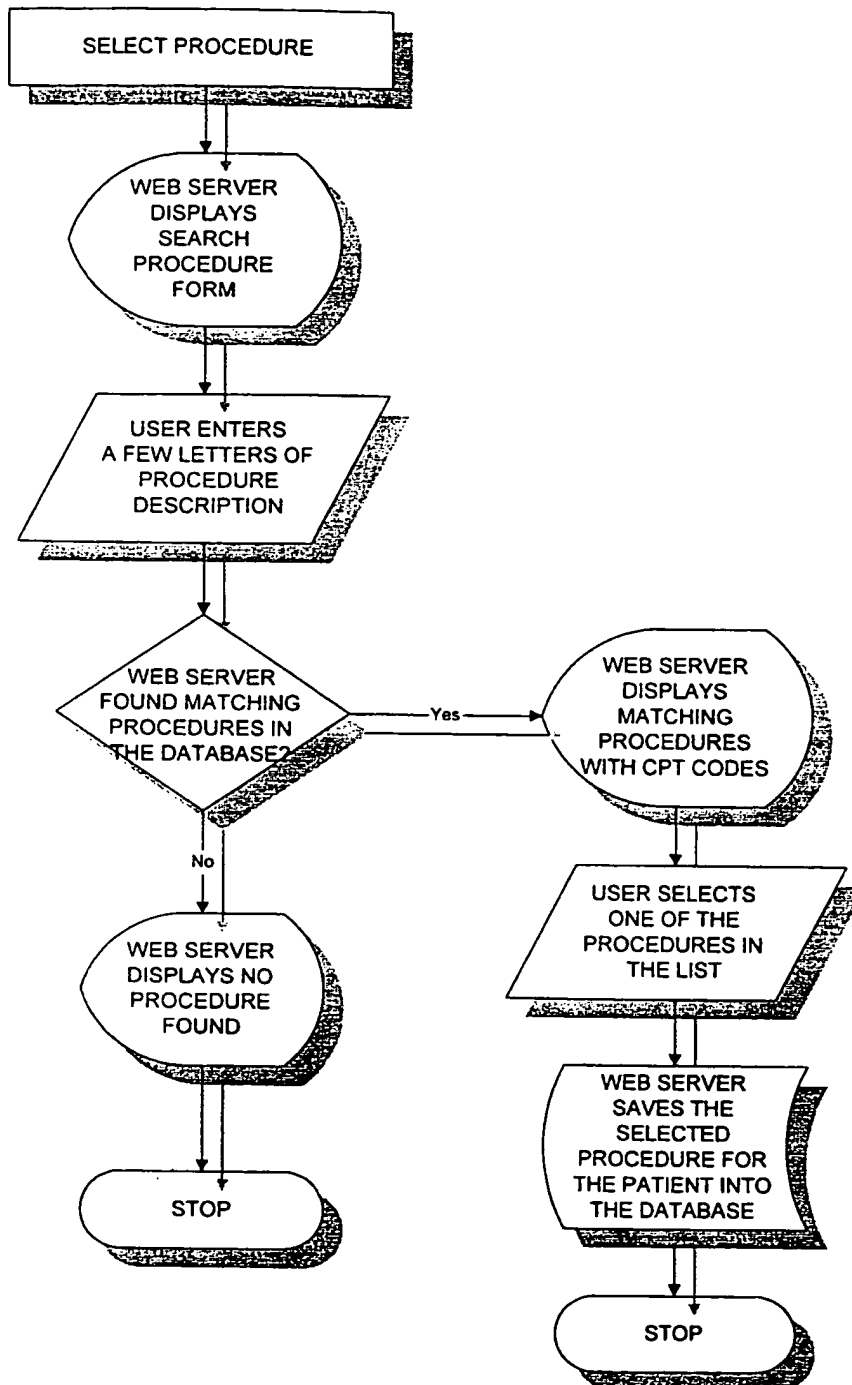 SELECT PROCEDURE
WEB SERVER
DISPLAYS
SEARCH
PROCEDURE
FORM
USER ENTERS
A FEW LETTERS OF
PROCEDURE
DESCRIPTION
WEB SERVER
FOUND MATCHING
PROCEDURES IN
THE DATABASE?
Yes
WEB SERVER
DISPLAYS
MATCHING
PROCEDURES
WITH CPT CODES
No
WEB SERVER
DISPLAYS NO
PROCEDURE
FOUND
STOP
USER SELECTS
ONE OF THE
PROCEDURES IN
THE LIST
WEB SERVER
SAVES THE
SELECTED
PROCEDURE FOR
THE PATIENT INTO
THE DATABASE
STOP